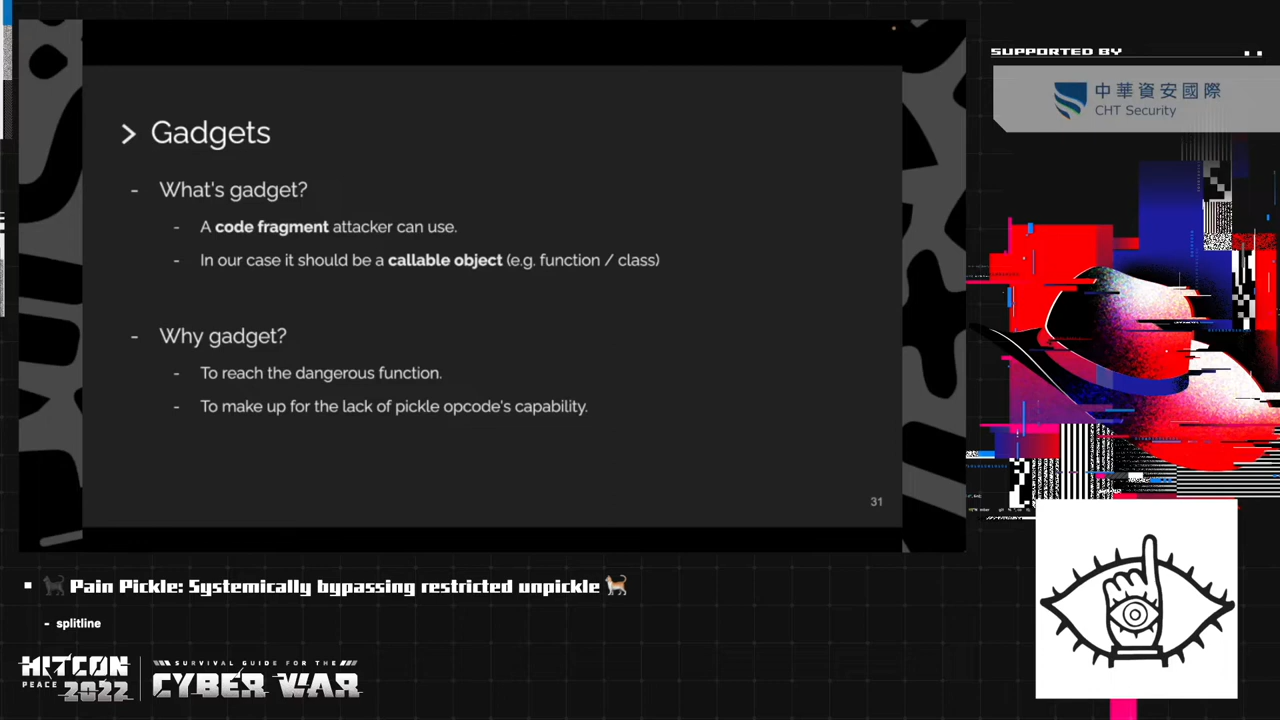 SUPPORTED BY
中華資安國際
CHT Security
> Gadgets
- What's gadget?
- A code fragment attacker can use.
- In our case it should be a callable object (e.g. function / class)
- Why gadget?
- To reach the dangerous function.
- To make up for the lack of pickle opcode's capability.
31
Pain Pickle: Systemically bypassing restricted unpickle
- splitline
HITCON
PEACE 2022
SURVIVAL GUIDE FOR THE
CYBER WAR